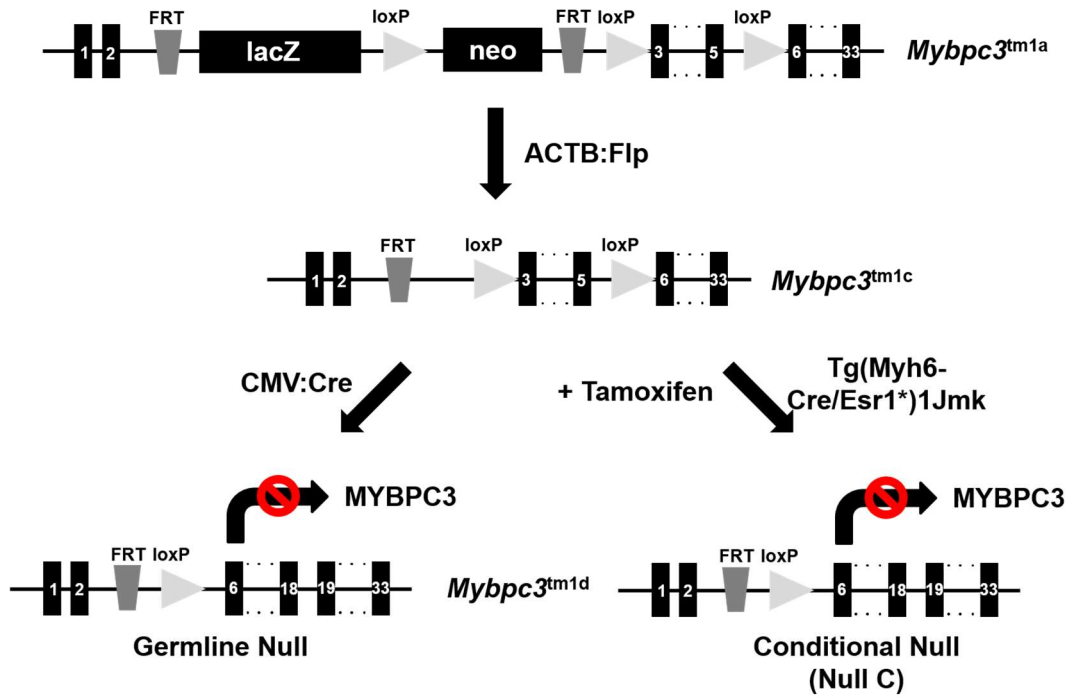 FRT loxP FRT loxP loxP
1 2 lacZ neo 3 5 6 33 Mybpc3tm1a
ACTB:Flp
FRT loxP loxP
1 2 3 5 6 33 Mybpc3tm1c
CMV:Cre
+ Tamoxifen
Tg(Myh6-
Cre/Esr1*)1Jmk
MYBPC3
MYBPC3
FRT loxP
1 2 6 18 19 33
Mybpc3tm1d
FRT loxP
1 2 6 18 19 33
Germline Null
Conditional Null
(Null C)